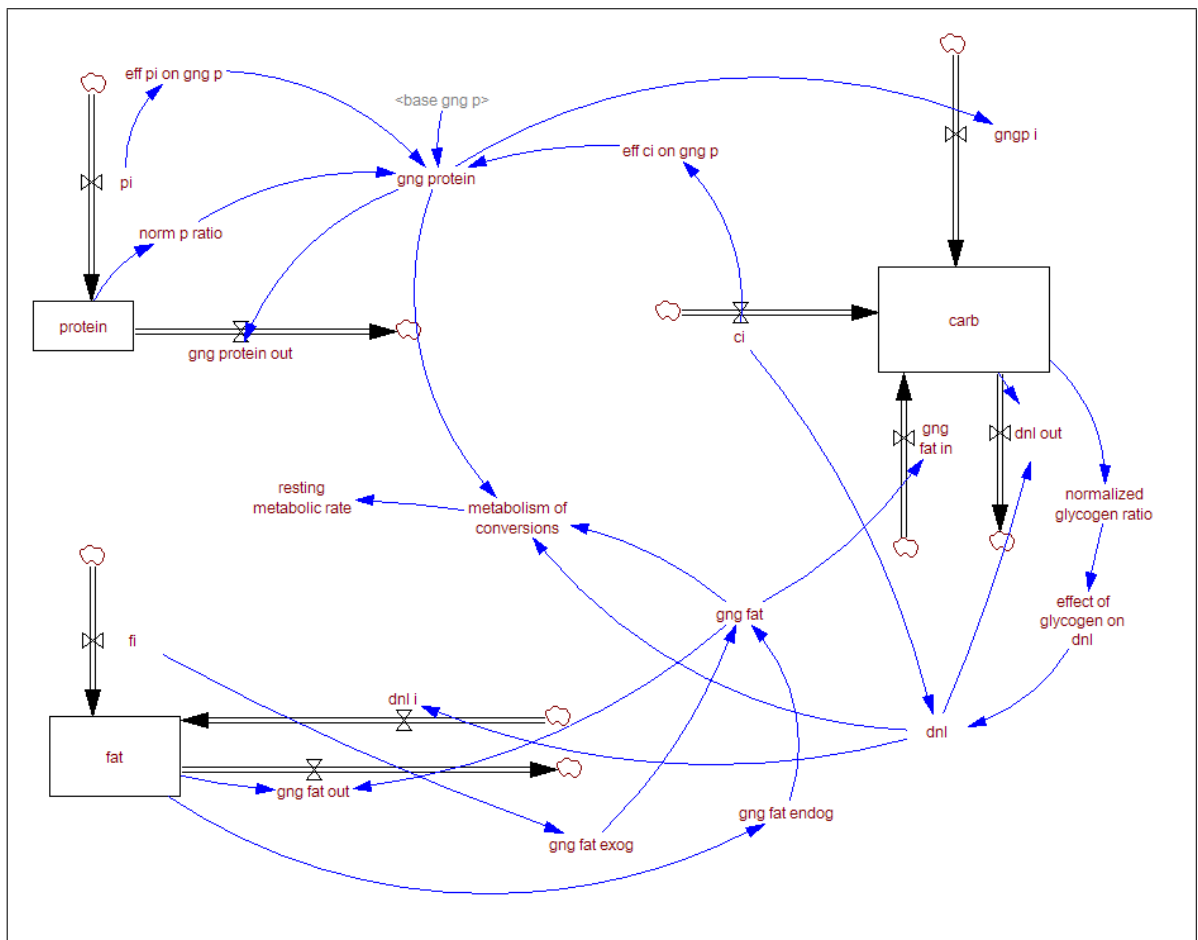 eff pi on gng p
<base gng p>
gngp i
eff ci on gng p
gng protein
pi
norm p ratio
protein
carb
ci
gng protein out
gng
fat in
dnl out
resting
metabolic rate
metabolism of
conversions
normalized
glycogen ratio
effect of
glycogen on
dnl
gng fat
fi
dnl i
dnl
fat
gng fat out
gng fat endog
gng fat exog